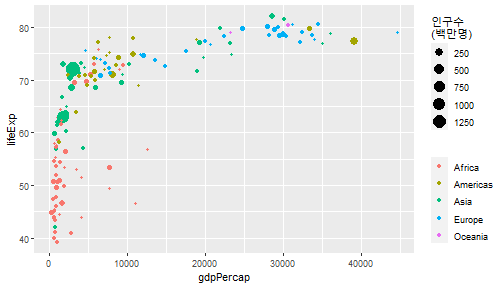 lifeExp
80
70
60
50
40
0
10000
20000
30000
40000
gdpPercap
인구수
(백만명)
250
500
750
1000
1250
Africa
Americas
Asia
Europe
Oceania